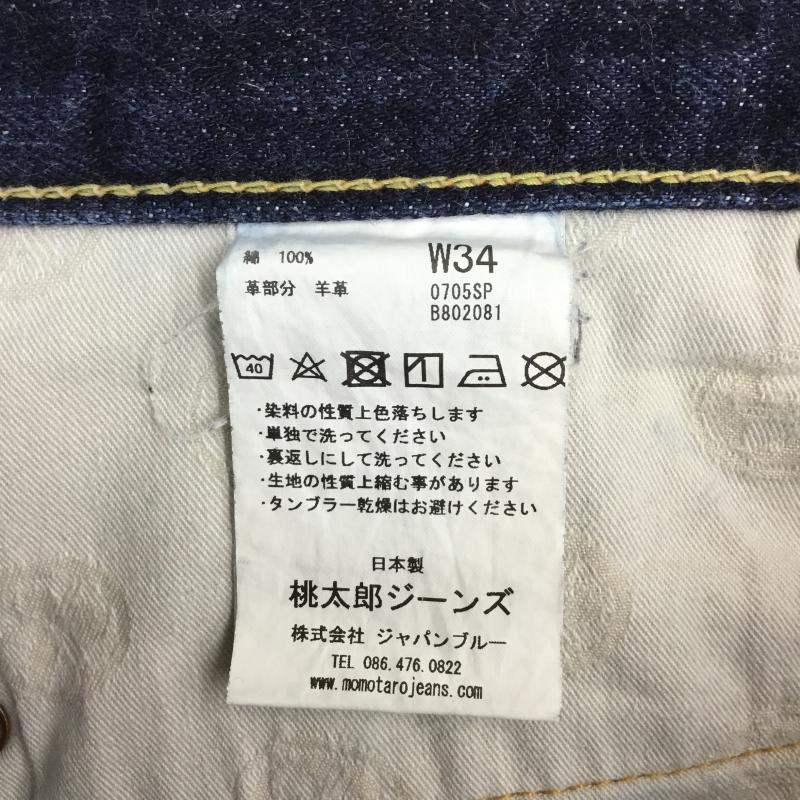 綿 100% W34
革部分 羊革 0705SP
B802081
40
・染料の性質上色落ちします
・単独で洗ってください
・裏返しにして洗ってください
・生地の性質上縮む事があります
・タンブラー乾燥はお避けください
日本製
桃太郎ジーンズ
株式会社 ジャパンブルー
TEL 086.476.0822
www.momotarojeans.com